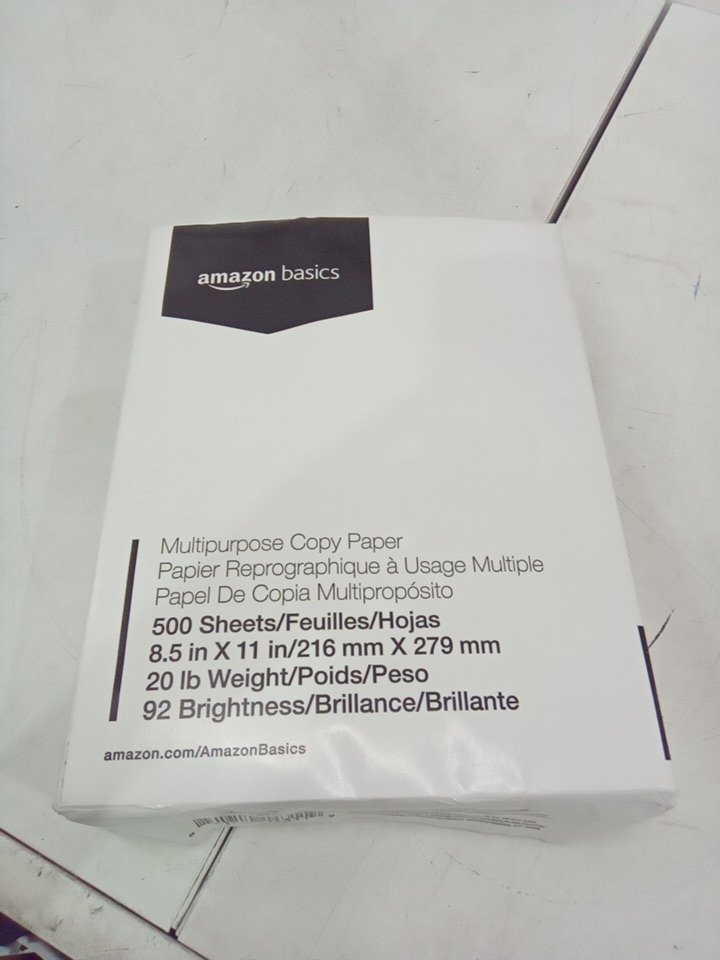 amazon basics
Multipurpose Copy Paper
Papier Reprographique à Usage Multiple
Papel De Copia Multipropósito
500 Sheets/Feuilles/Hojas
8.5 in X 11 in/216 mm X 279 mm
20 lb Weight/Poids/Peso
92 Brightness/Brillance/Brillante
amazon.com/AmazonBasics